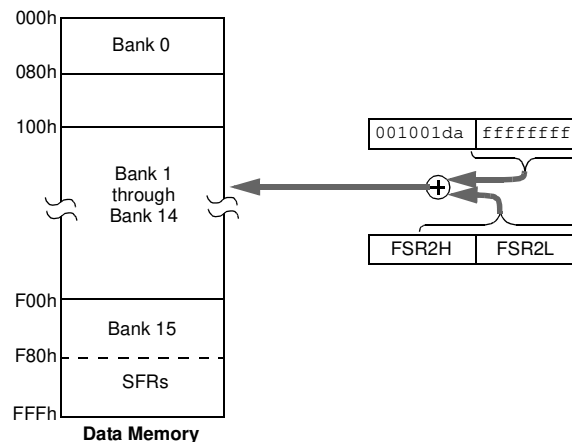 000h
Bank 0
080h
100h
001001da ffffffff
Bank 1
through
Bank 14
FSR2H FSR2L
F00h
Bank 15
F80h
SFRs
FFFh
Data Memory